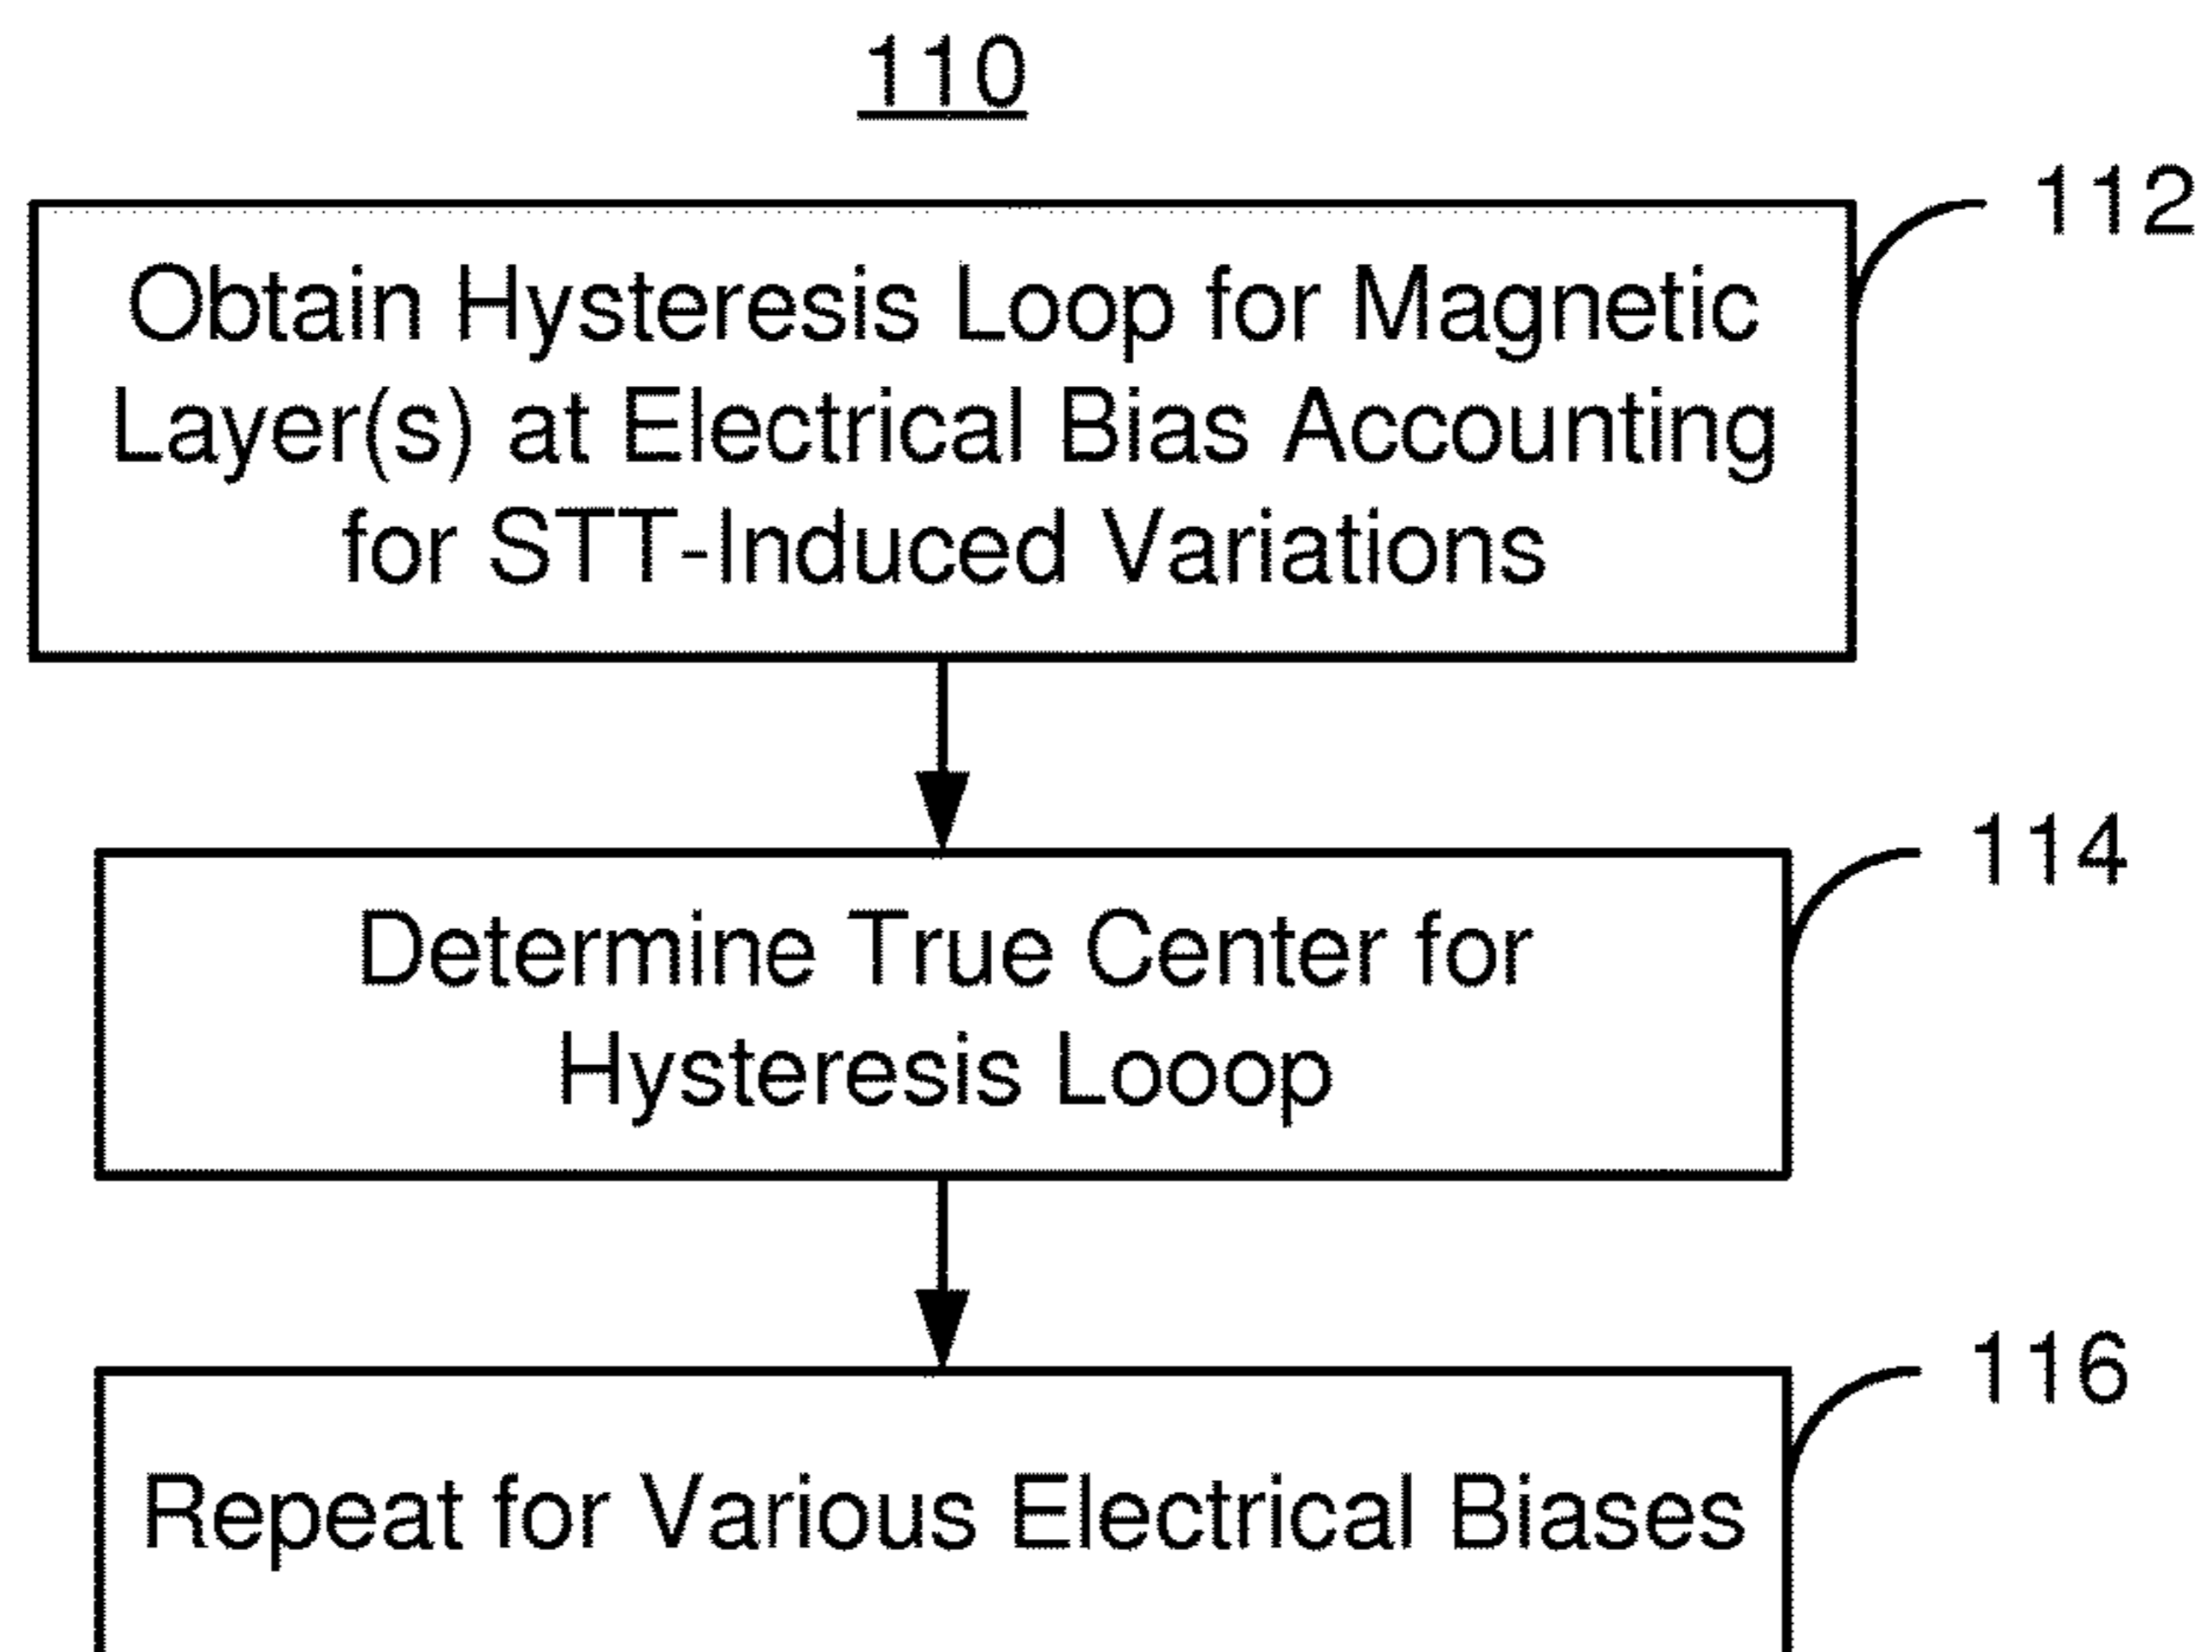 110
112
Obtain Hysteresis Loop for Magnetic
Layer(s) at Electrical Bias Accounting
for STT-Induced Variations
114
Determine True Center for
Hysteresis Looop
116
Repeat for Various Electrical Biases